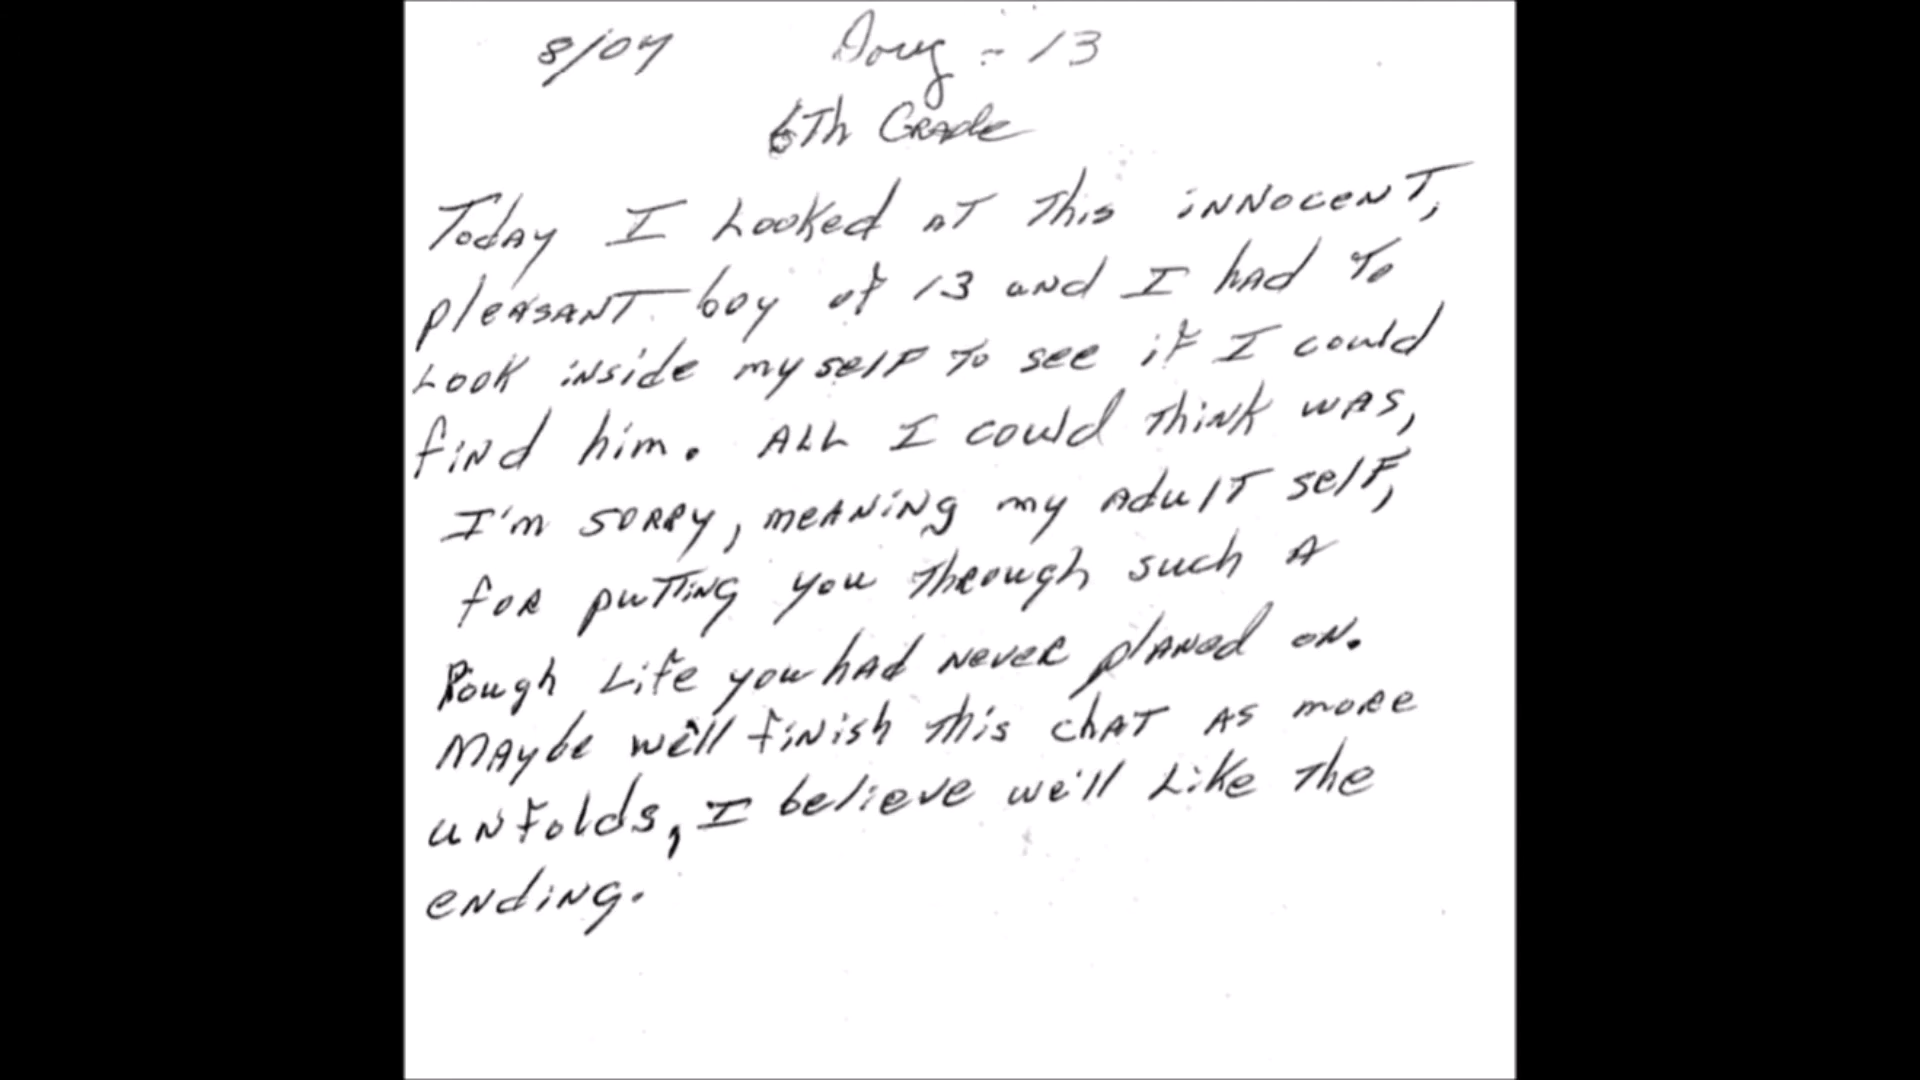 8/04 Doug - 13
6Th Grade
Today I Looked AT This iNNoceNT,
pleasaNT boy of 13 and I hAd To
Look iNside myself To see if I could
fiNd him. ALL I could ThiNk was,
I'm sorry, meaNiNg my AdulT self,
for puTTiNg you Through such A
Rough Life you hAd Never plaNed oN.
MAybe we'll fiNish This chAT As more
uNfolds, I believe we'll Like The
eNdiNg.